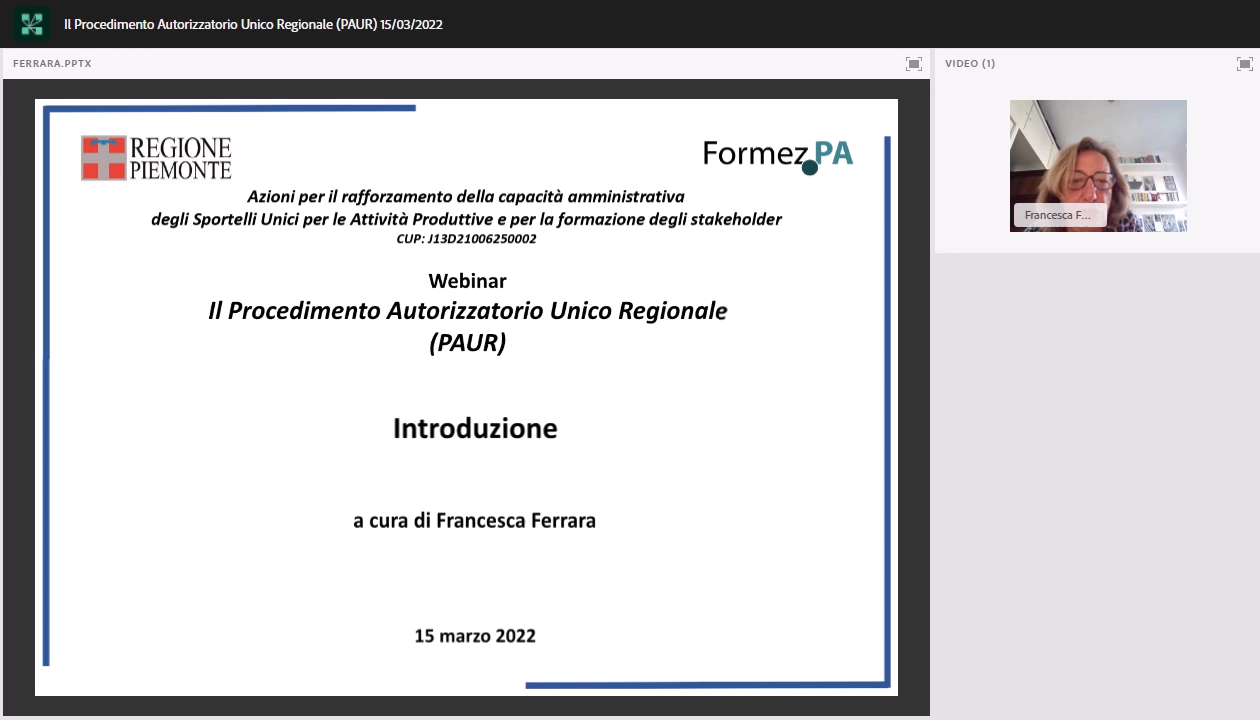 Il Procedimento Autorizzatorio Unico Regionale (PAUR) 15/03/2022
FERRARA.PPTX
VIDEO (1)
REGIONE
PIEMONTE
Formez PA
Azioni per il rafforzamento della capacità amministrativa
degli Sportelli Unici per le Attività Produttive e per la formazione degli stakeholder
CUP: J13D21006250002
Webinar
Il Procedimento Autorizzatorio Unico Regionale
(PAUR)
Introduzione
a cura di Francesca Ferrara
15 marzo 2022
Francesca F...